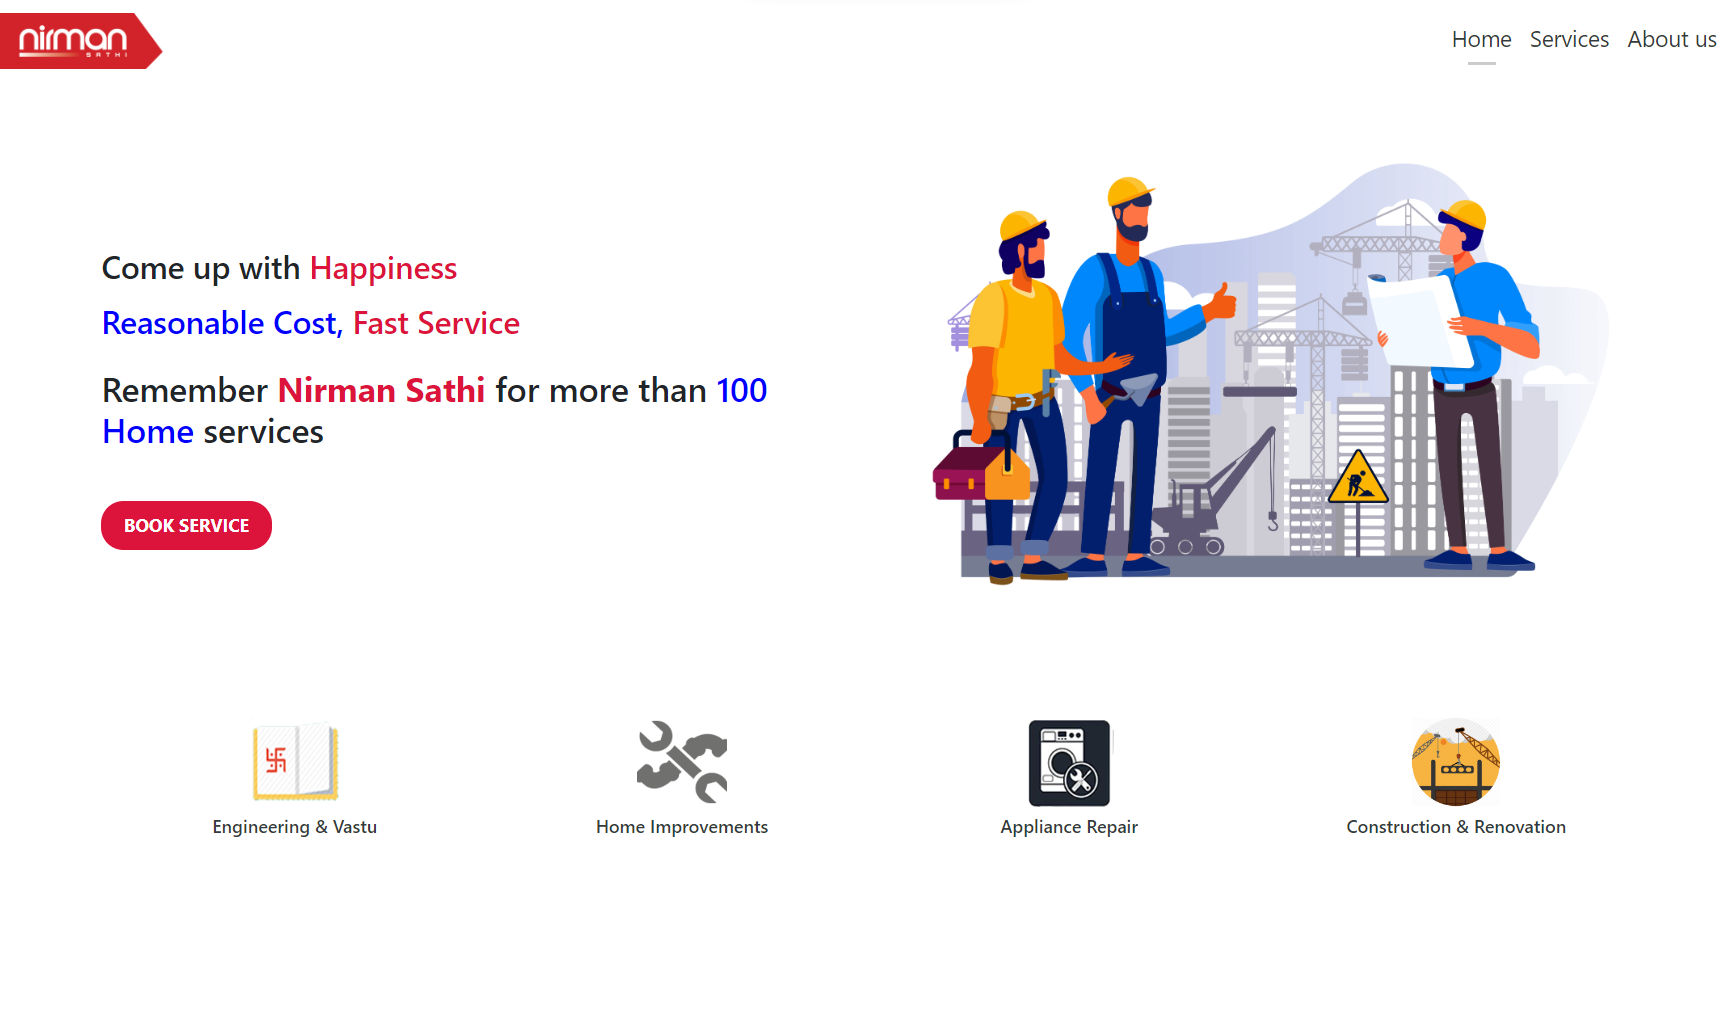 nirman
SATHI
Home Services About us
Come up with Happiness
Reasonable Cost, Fast Service
Remember Nirman Sathi for more than 100
Home services
BOOK SERVICE
Engineering & Vastu
Home Improvements
Appliance Repair
Construction & Renovation